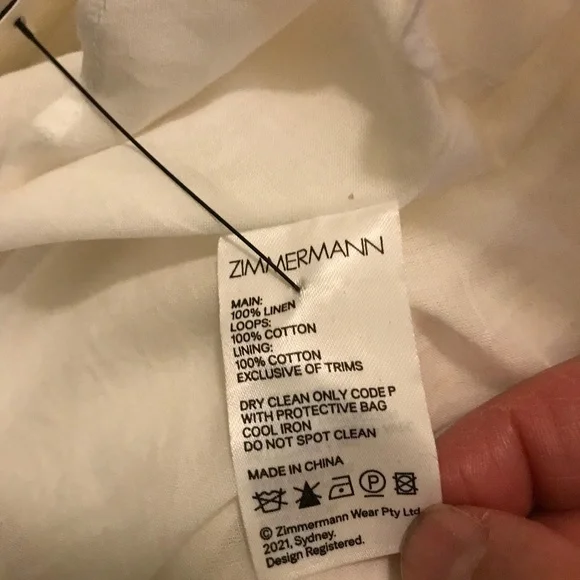 ZIMMERMANN
MAIN:
100% LINEN
LOOPS:
100% COTTON
LINING:
100% COTTON
EXCLUSIVE OF TRIMS
DRY CLEAN ONLY CODE P
WITH PROTECTIVE BAG
COOL IRON
DO NOT SPOT CLEAN
MADE IN CHINA
P
© Zimmermann Wear Pty Ltd
2021, Sydney.
Design Registered.